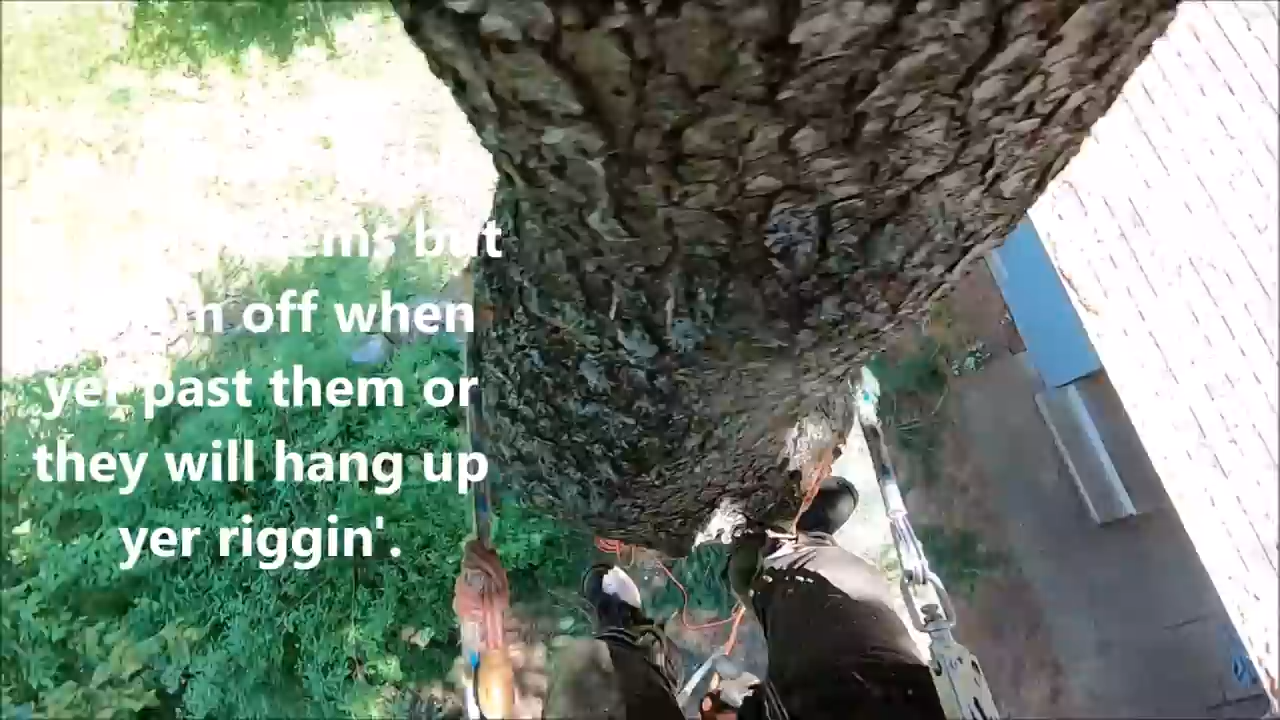 but
off when
yer past them or
they will hang up
yer riggin'.